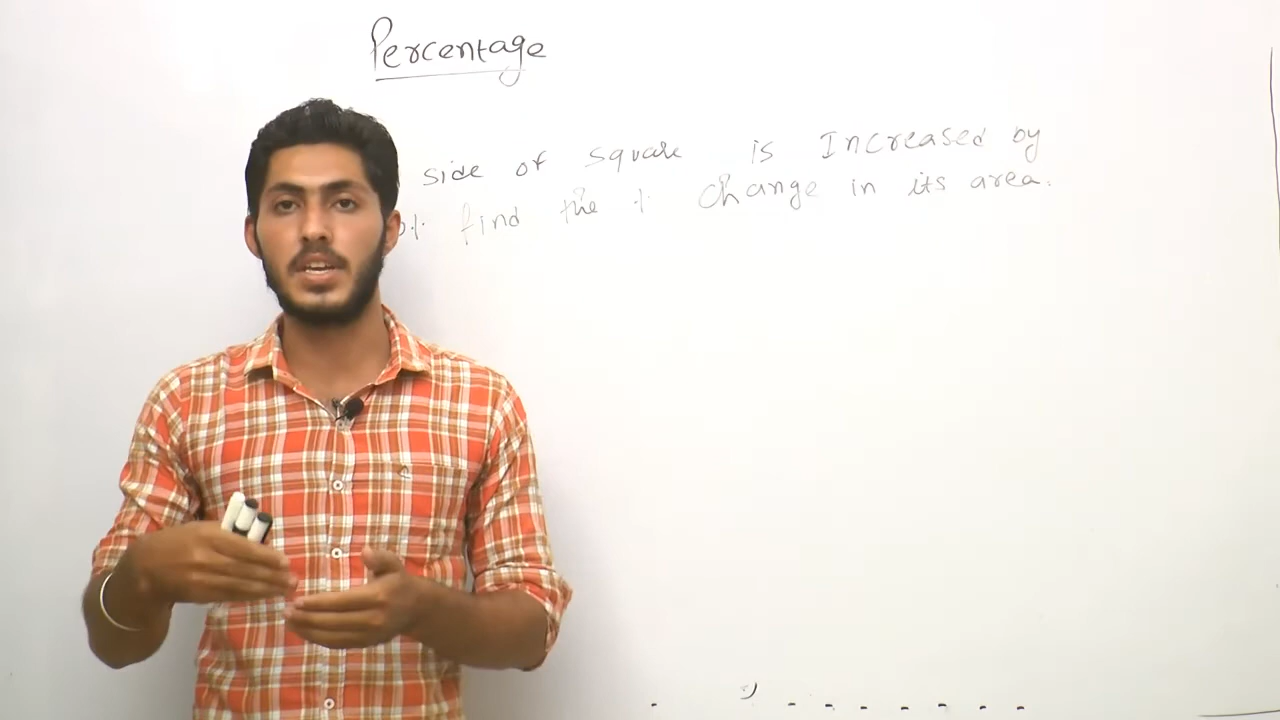 Percentage
side of square is Increased by
% find the % change in its area.